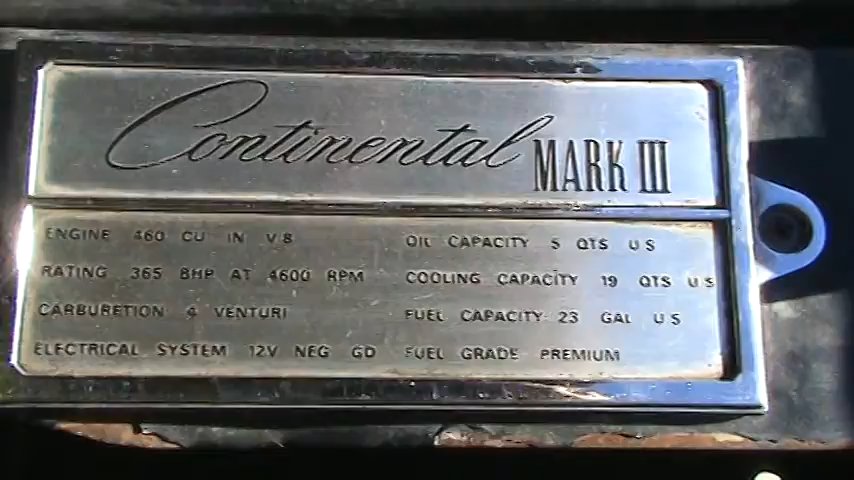 Continental MARK III
ENGINE 460 CU IN V8
RATING 365 BHP AT 4600 RPM
CARBURETION 4 VENTURI
ELECTRICAL SYSTEM 12V NEG GD
OIL CAPACITY 5 QTS US
COOLING CAPACITY 19 QTS US
FUEL CAPACITY 23 GAL US
FUEL GRADE PREMIUM